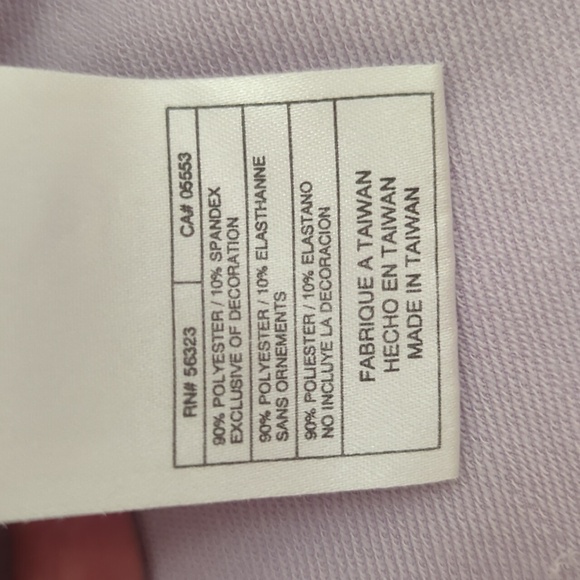 RN# 56323 CA# 05553
90% POLYESTER / 10% SPANDEX
EXCLUSIVE OF DECORATION
90% POLYESTER / 10% ELASTHANNE
SANS ORNEMENTS
90% POLIESTER / 10% ELASTANO
NO INCLUYE LA DECORACION
FABRIQUE A TAIWAN
HECHO EN TAIWAN
MADE IN TAIWAN